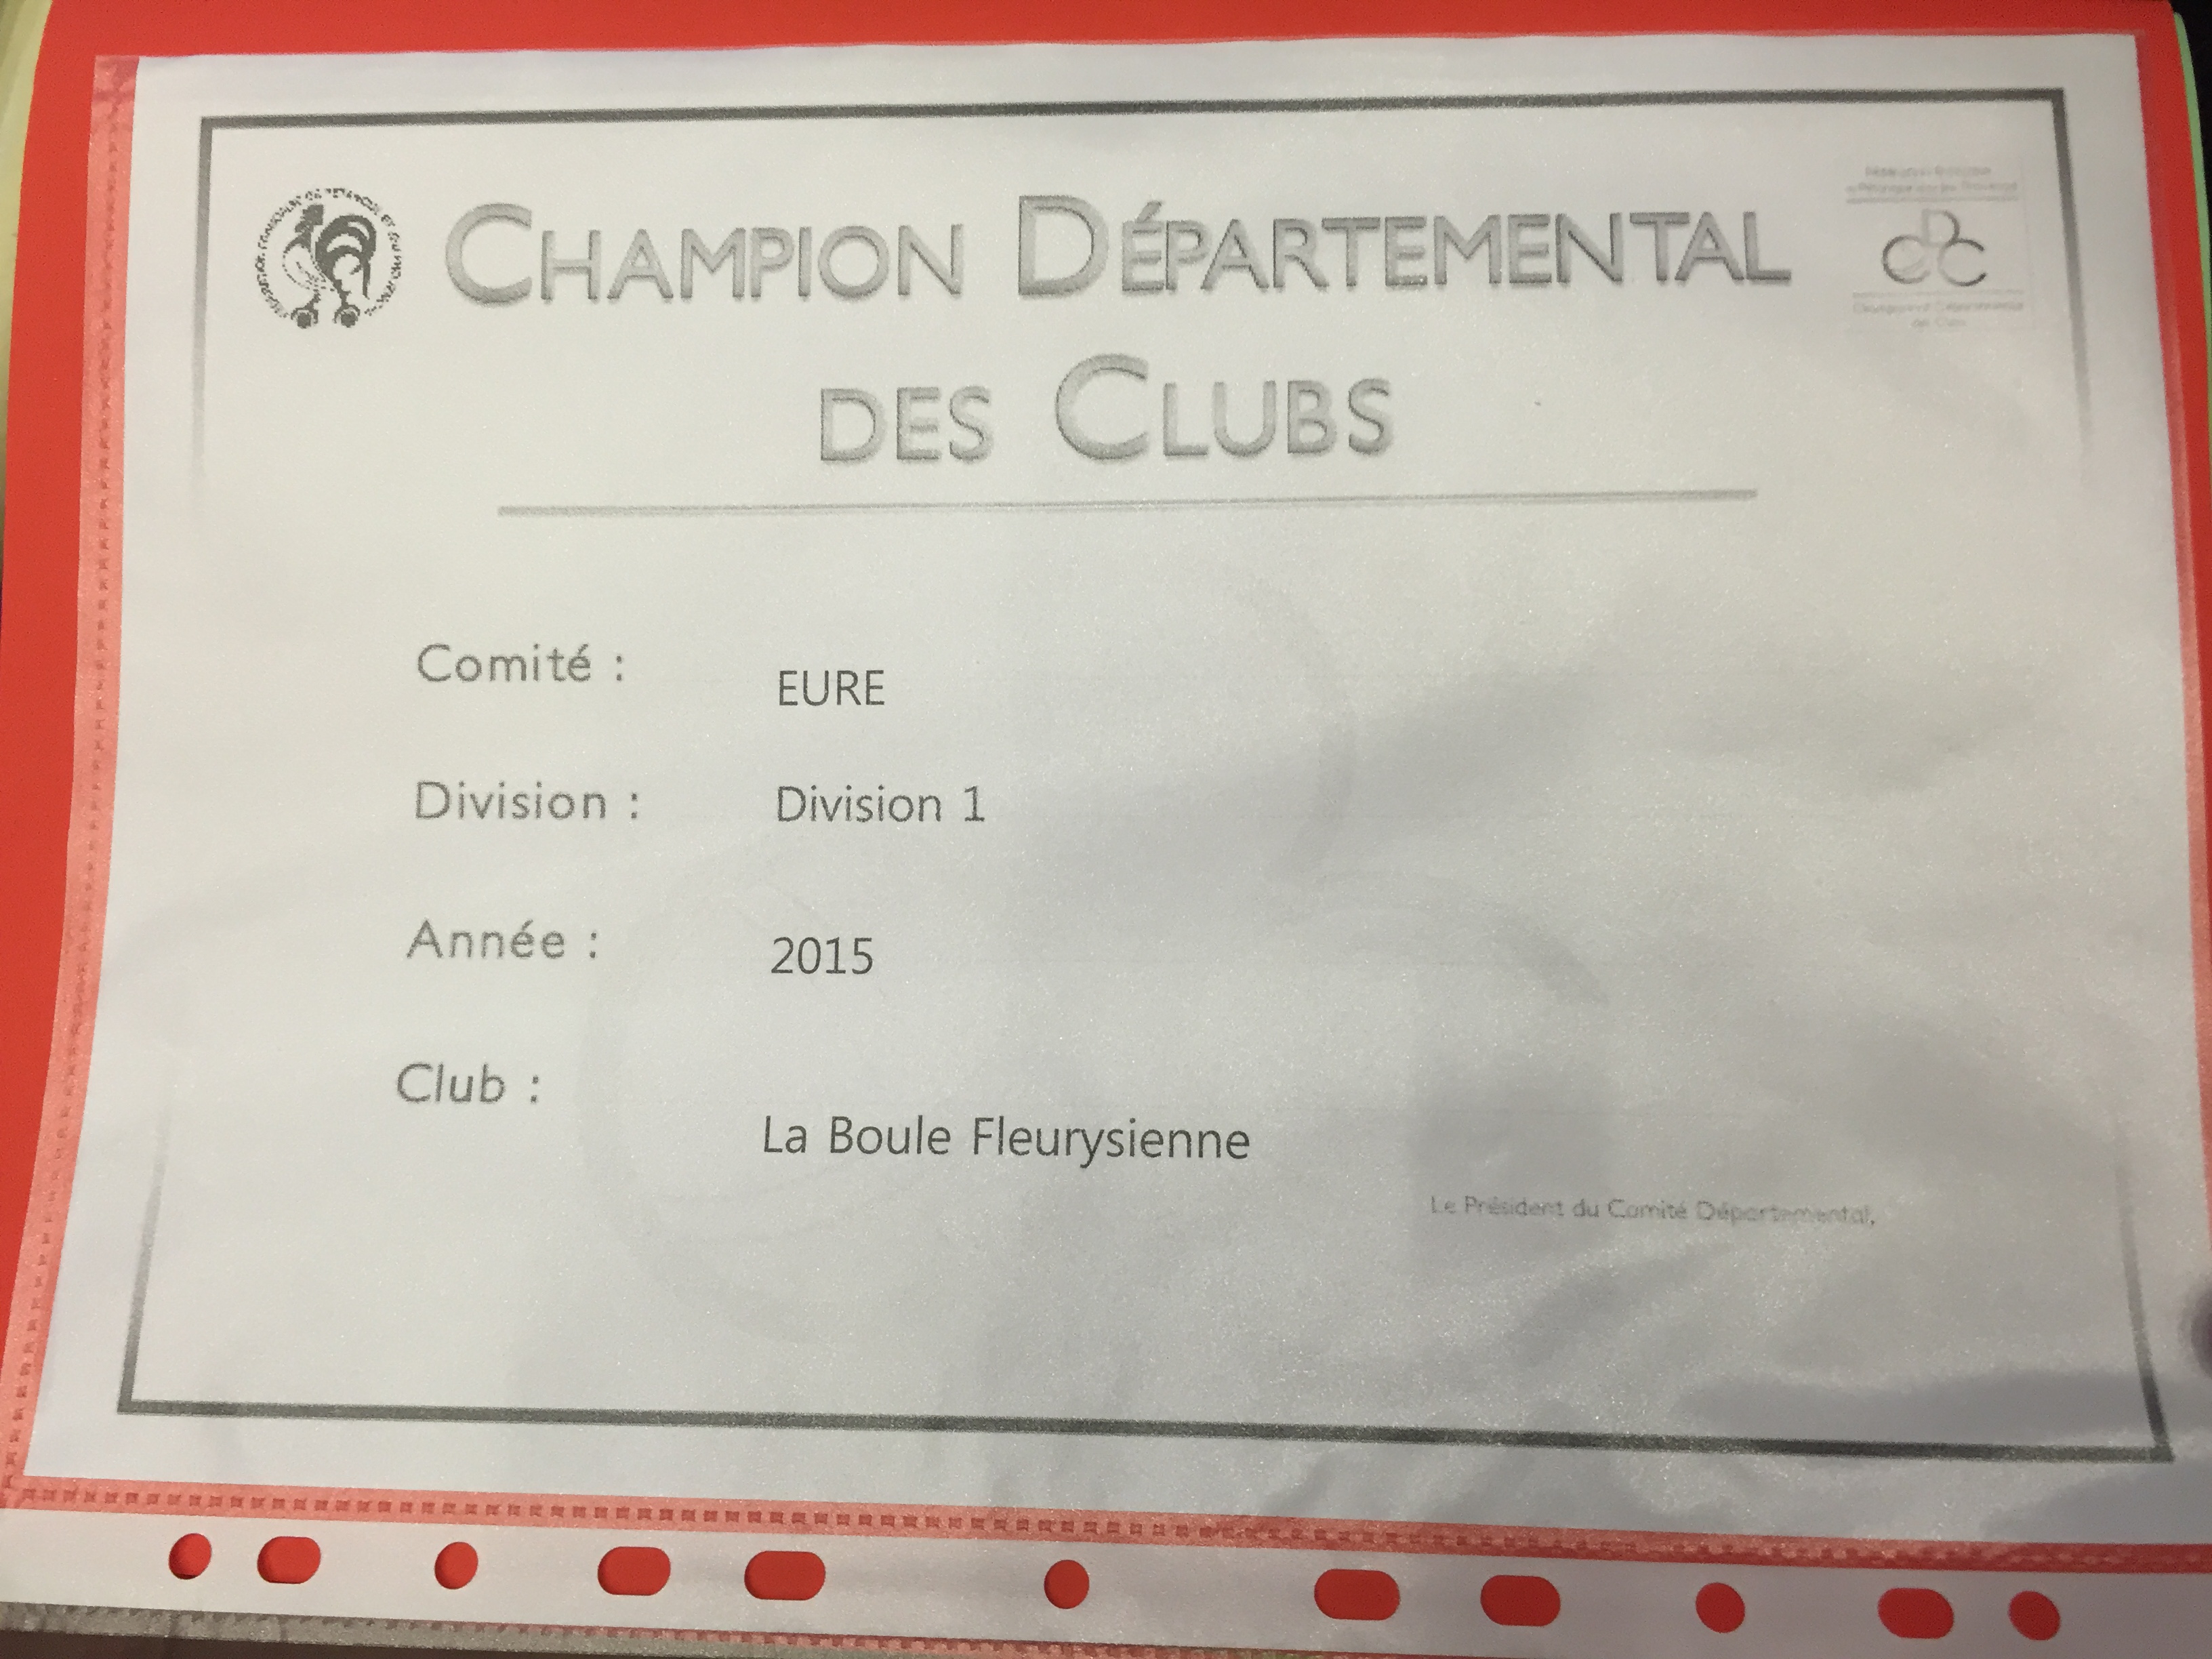 CHAMPION DÉPARTEMENTAL
DES CLUBS
CDC
Comité :
EURE
Division :
Division 1
Année :
2015
Club :
La Boule Fleurysienne
Le Président du Comité Départemental,